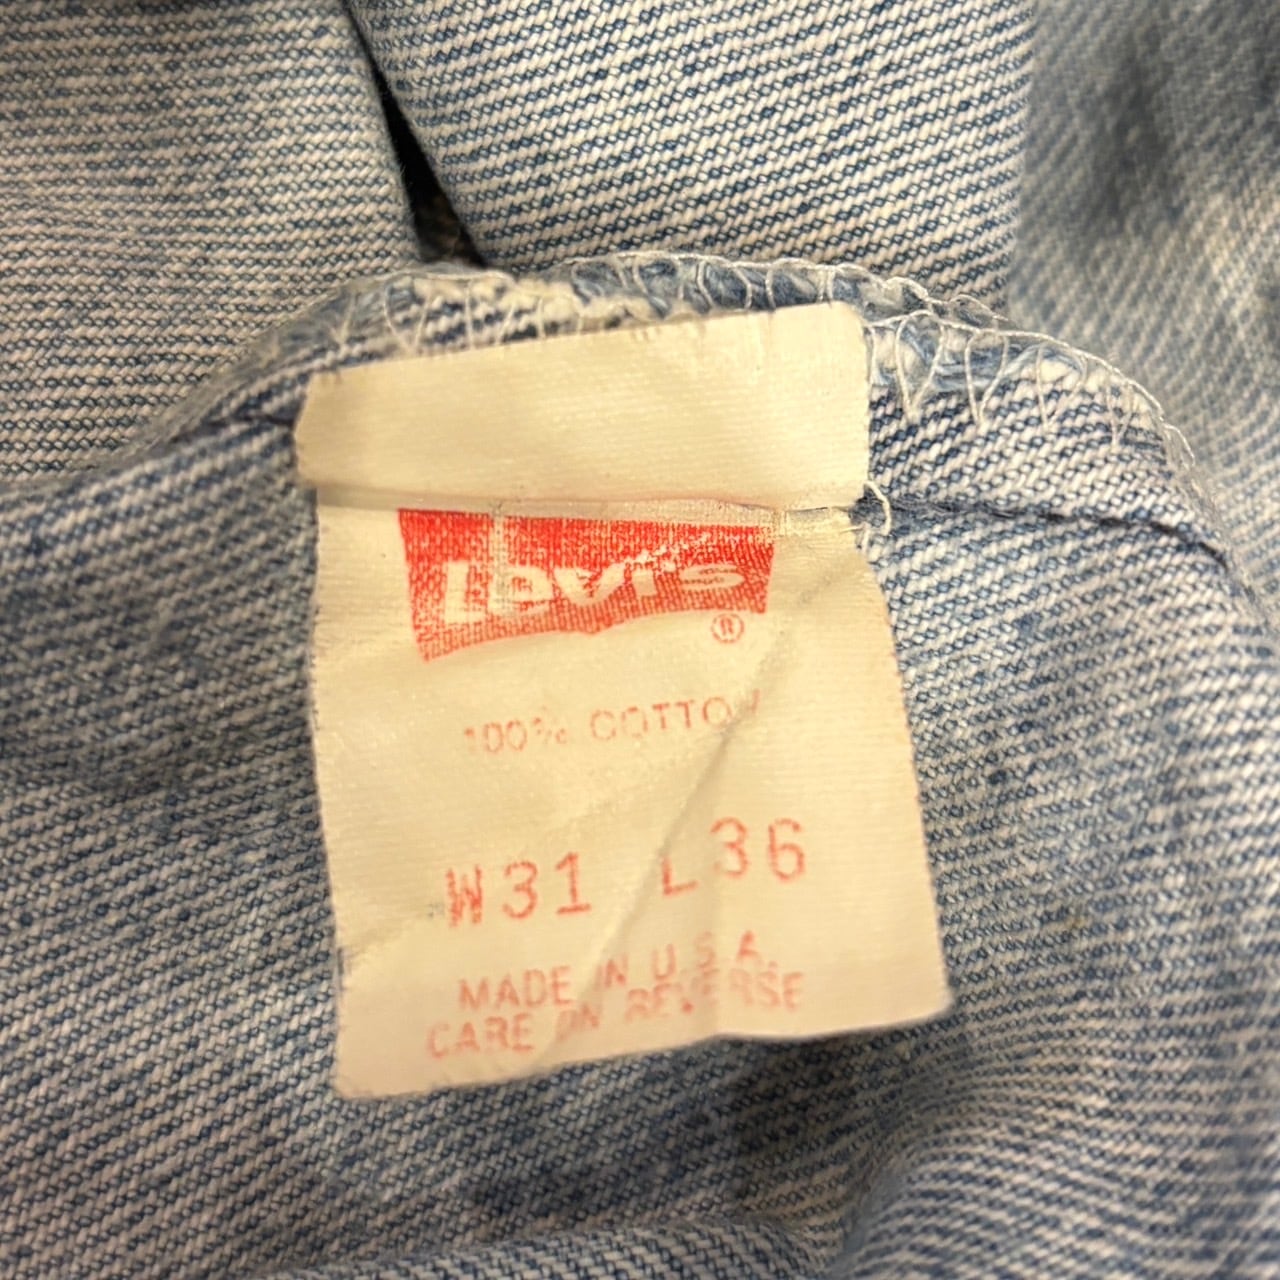 Levi's
®
100% COTTON
W31 L36
MADE IN U.S.A.
CARE ON REVERSE